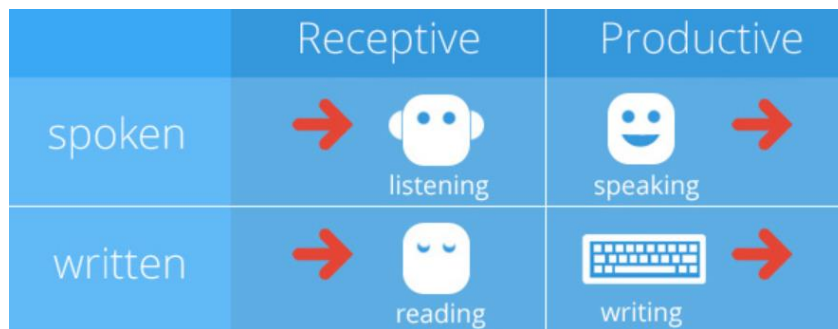 Receptive Productive
spoken
listening speaking
written
reading writing